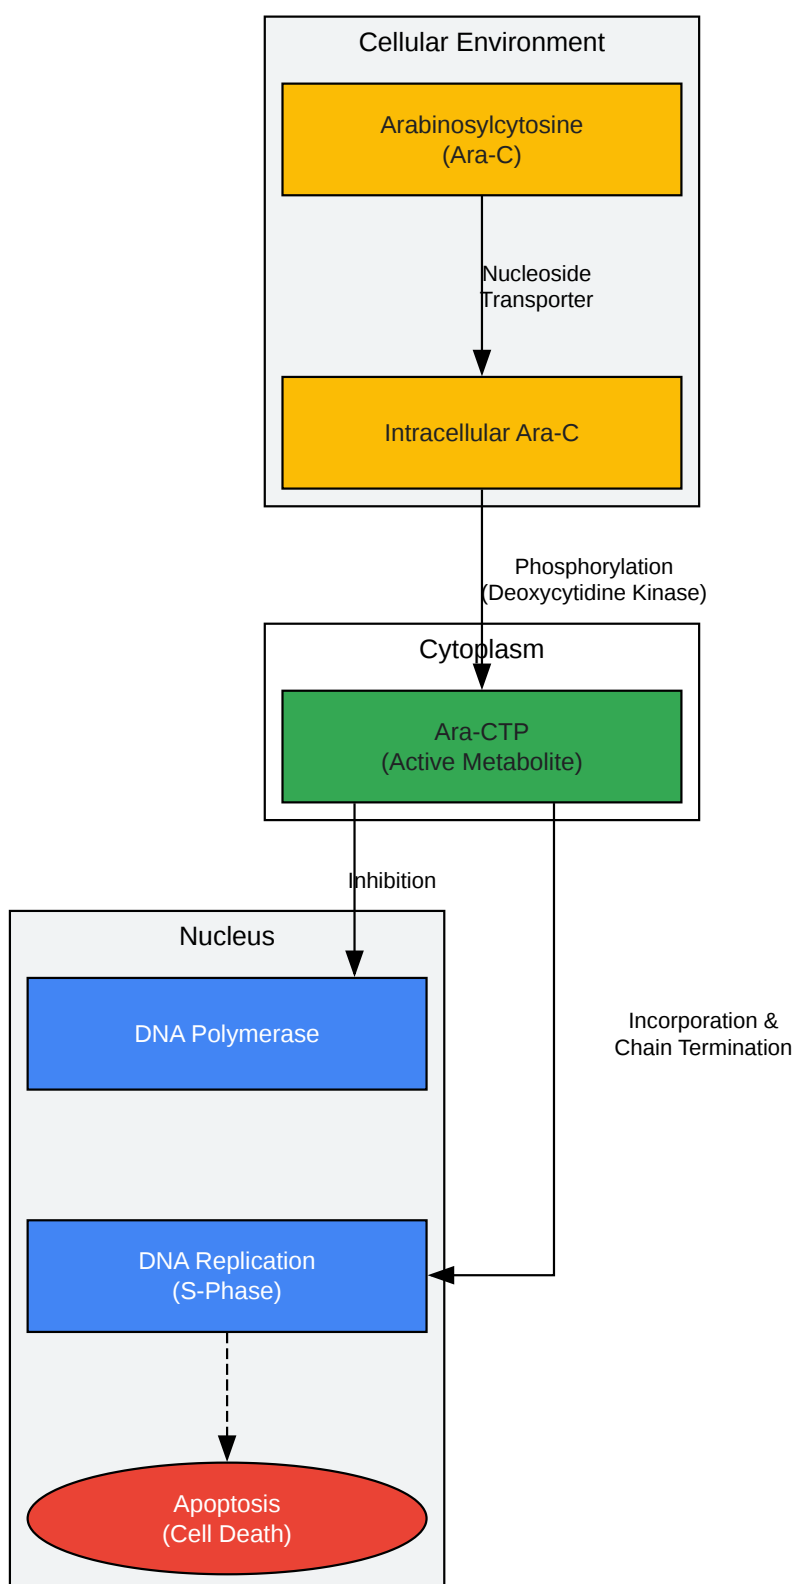 Cellular Environment
Arabinosylcytosine
(Ara-C)
Nucleoside
Transporter
Intracellular Ara-C
Phosphorylation
(Deoxycytidine Kinase)
Cytoplasm
Ara-CTP
(Active Metabolite)
Inhibition
Nucleus
DNA Polymerase
Incorporation &
Chain Termination
DNA Replication
(S-Phase)
Apoptosis
(Cell Death)